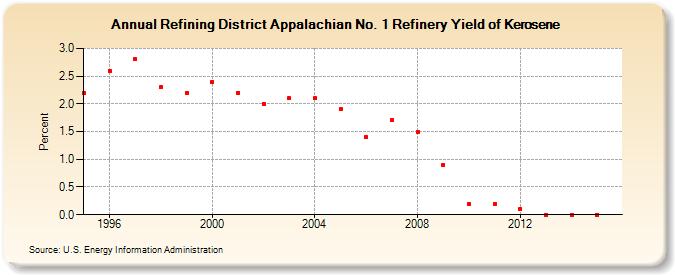 Annual Refining District Appalachian No. 1 Refinery Yield of Kerosene
Percent
3.0
2.5
2.0
1.5
1.0
0.5
0.0
1996 2000 2004 2008 2012
Source: U.S. Energy Information Administration